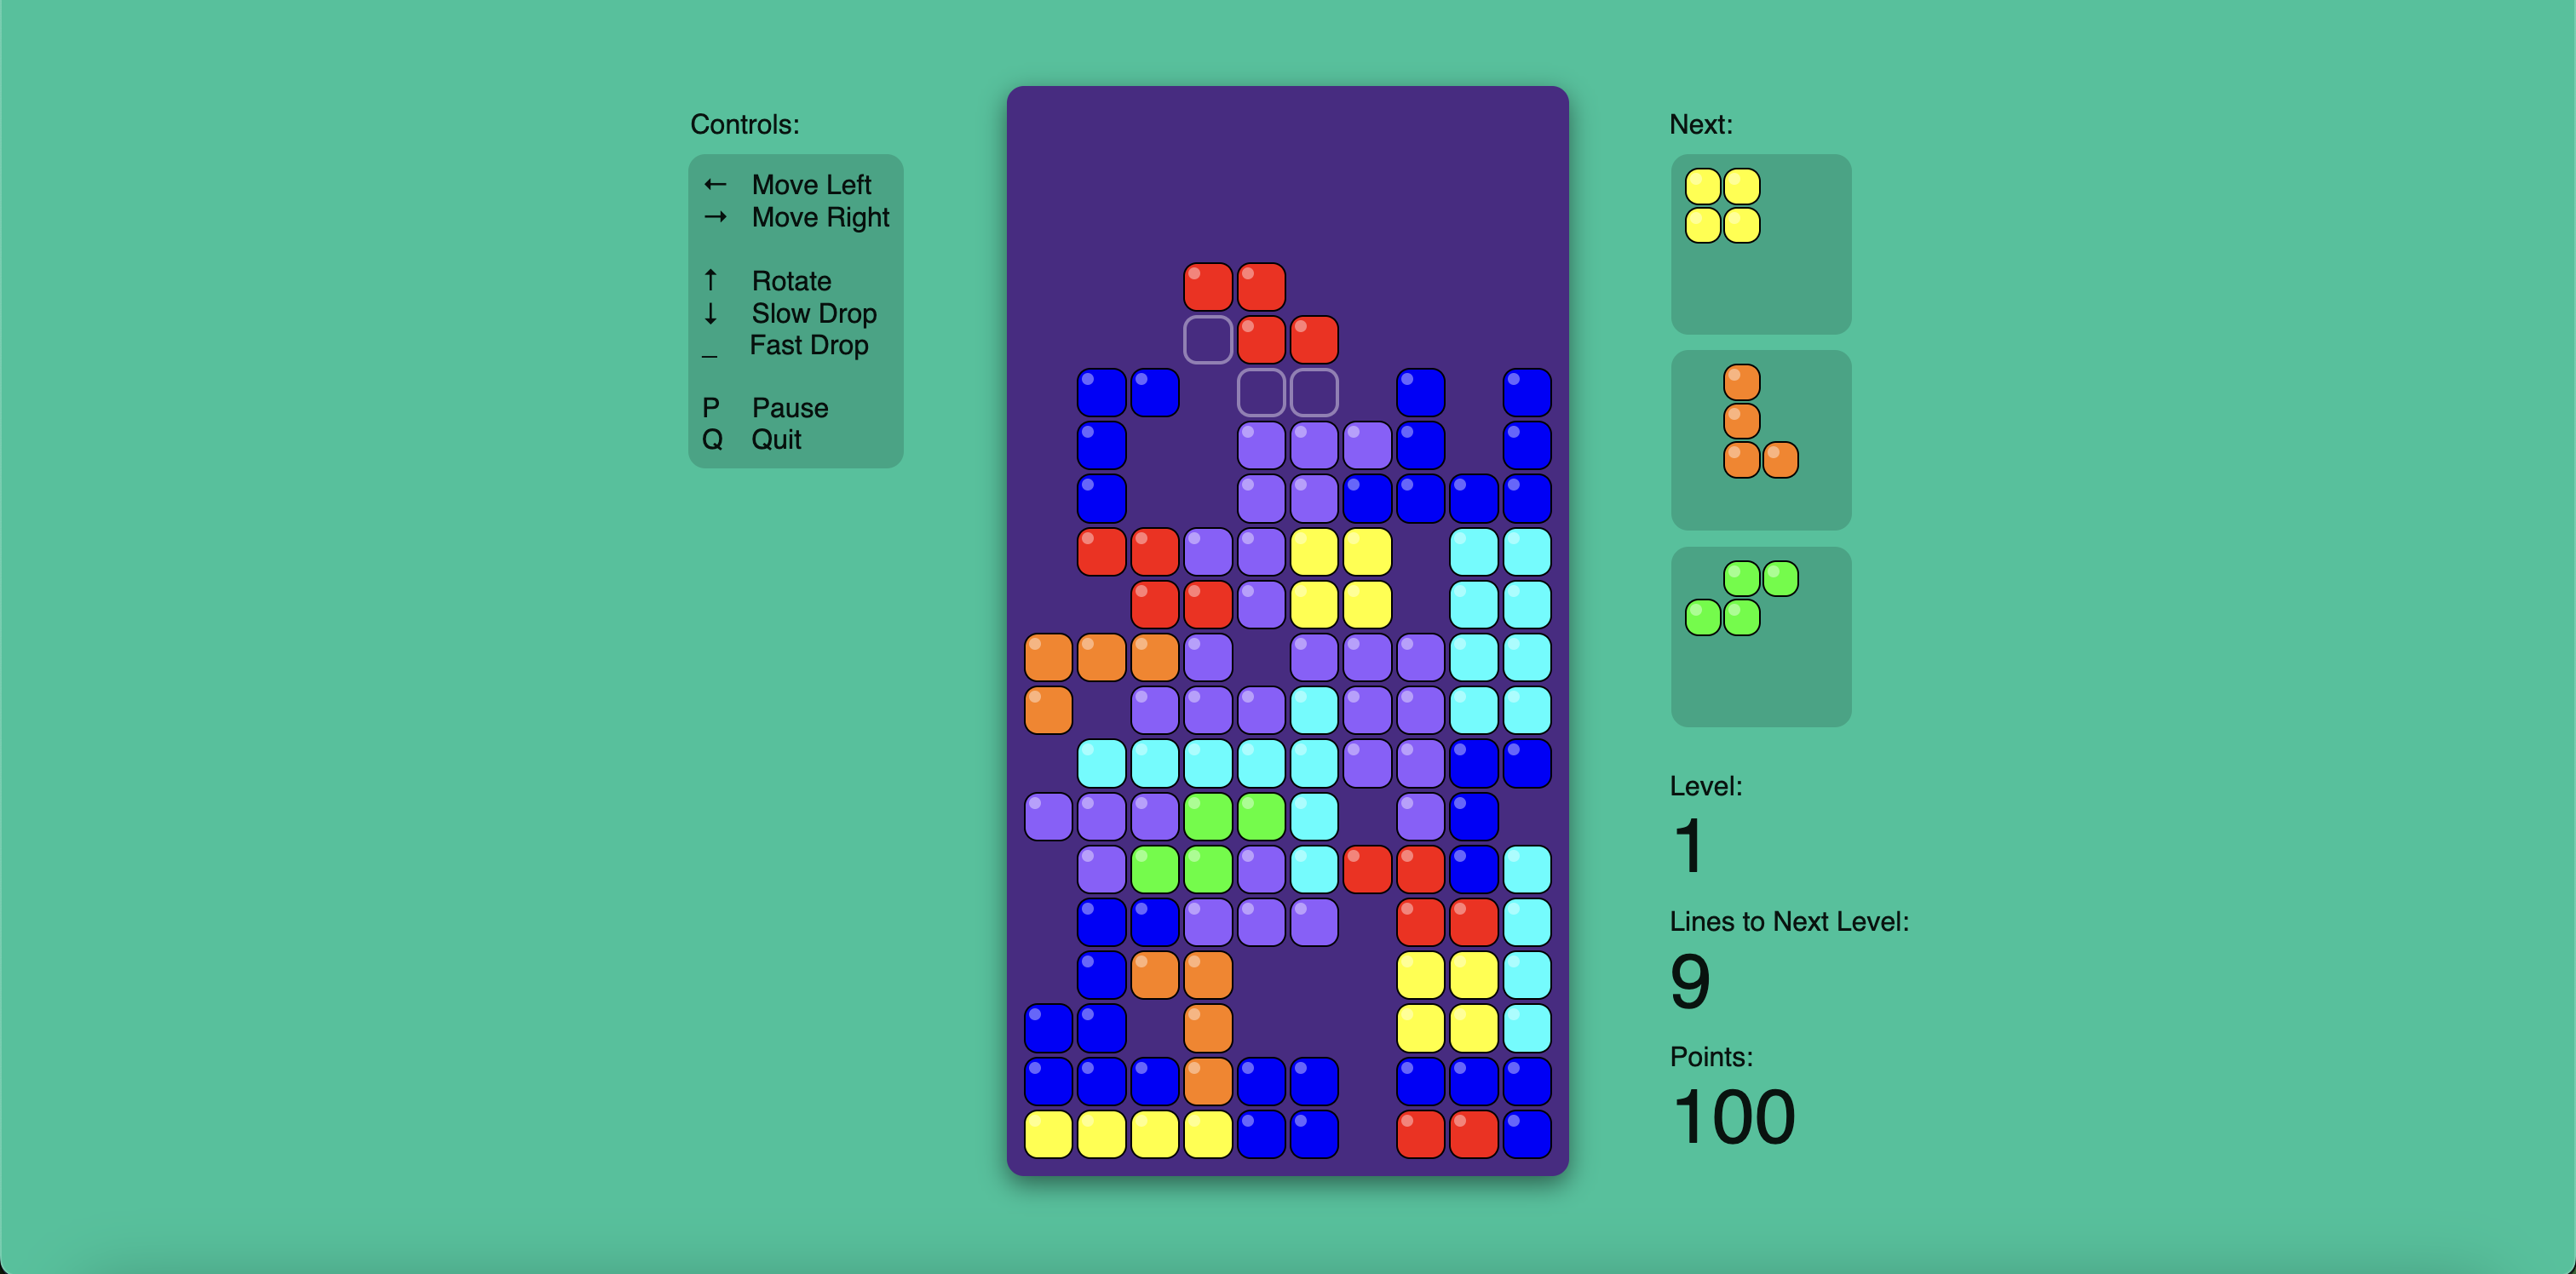 Controls:
← Move Left
→ Move Right
↑ Rotate
↓ Slow Drop
_ Fast Drop
P Pause
Q Quit
Next:
Level:
1
Lines to Next Level:
9
Points:
100